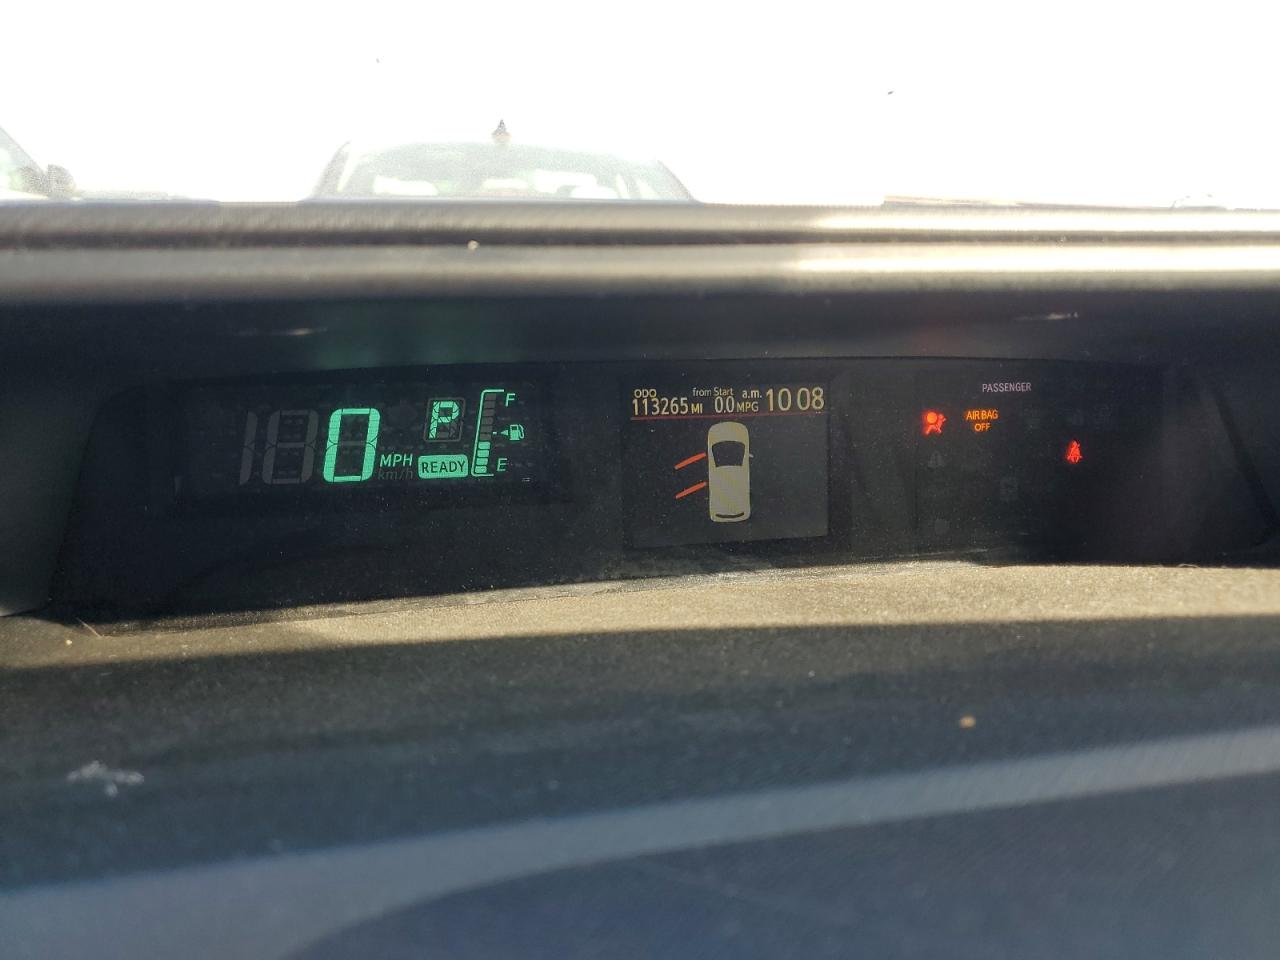 0 MPH
km/h
P
READY
F
E
ODO from Start a.m.
113265 MI 0.0 MPG 10 08
PASSENGER
AIR BAG
OFF